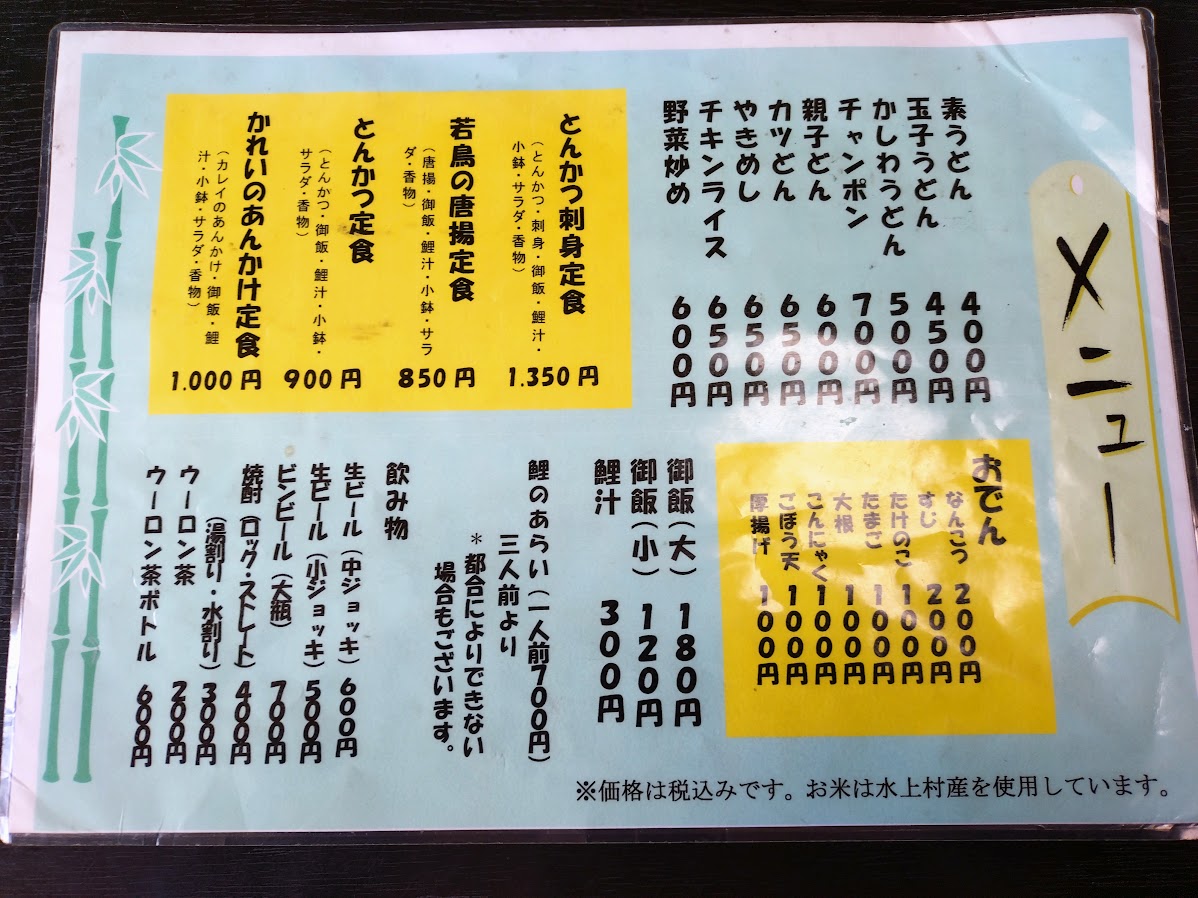 メニュー
素うどん 400円
玉子うどん 450円
かしわうどん 500円
チャンポン 700円
親子どん 600円
カツどん 650円
やきめし 650円
チキンライス 650円
野菜炒め 600円
とんかつ刺身定食
（とんかつ・刺身・御飯・鯉汁・
小鉢・サラダ・香物）
1.350円
若鳥の唐揚定食
（唐揚・御飯・鯉汁・小鉢・サラ
ダ・香物）
850円
とんかつ定食
（とんかつ・御飯・鯉汁・小鉢・
サラダ・香物）
900円
かれいのあんかけ定食
（カレイのあんかけ・御飯・鯉
汁・小鉢・サラダ・香物）
1.000円
おでん
なんこつ 200円
すじ 200円
たけのこ 100円
たまご 100円
大根 100円
こんにゃく 100円
ごぼう天 100円
厚揚げ 100円
御飯（大） 180円
御飯（小） 120円
鯉汁 300円
鯉のあらい（一人前700円）
三人前より
＊都合によりできない
場合もございます。
飲み物
生ビール（中ジョッキ） 600円
生ビール（小ジョッキ） 500円
ビンビール（大瓶） 700円
焼酎（ロック・ストレート） 400円
（湯割り・水割り） 300円
ウーロン茶 200円
ウーロン茶ボトル 600円
※価格は税込みです。お米は水上村産を使用しています。